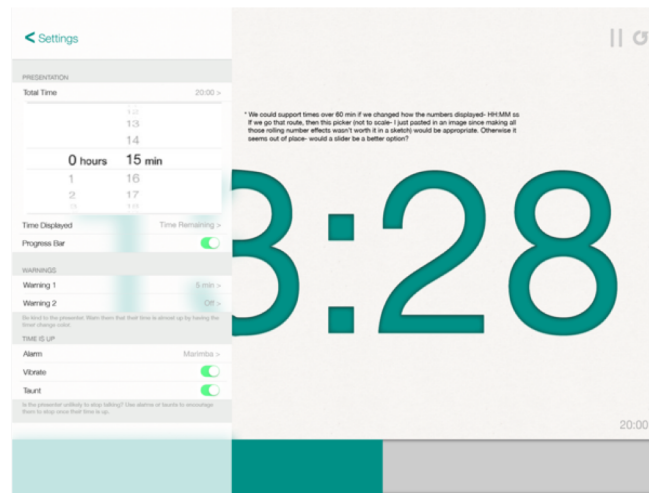 < Settings
PRESENTATION
Total Time 20:00 >
13
14
0 hours 15 min
1 16
2 17
Time Displayed Time Remaining >
Progress Bar
WARNINGS
Warning 1 5 min >
Warning 2 Off >
Be kind to the presenter. Warn them that their time is almost up by having the
timer change color.
TIME IS UP
Alarm Marimba >
Vibrate
Taunt
Is the presenter unlikely to stop talking? Use alarms or taunts to encourage
them to stop once their time is up.
* We could support times over 60 min if we changed how the numbers displayed- HH:MM so
If we go that route, then this picker (not to scale- I just pasted in an image since making all
those rolling number effects wasn't worth it in a sketch) would be appropriate. Otherwise it
seems out of place- would a slider be a better option?
3:28
20:00